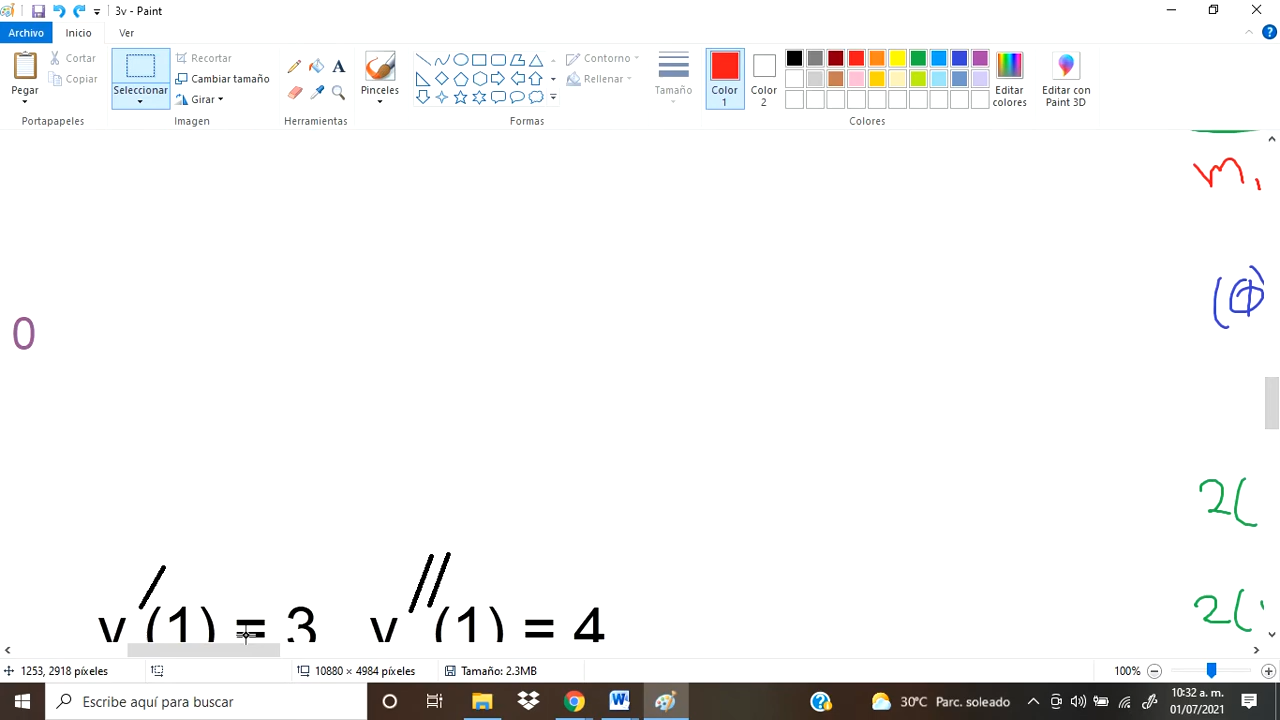 3v - Paint
Archivo Inicio Ver
Pegar
Cortar
Copiar
Portapapeles
Seleccionar
Recortar
Cambiar tamaño
Girar
Imagen
Herramientas
Pinceles
Contorno
Rellenar
Formas
Tamaño
Color 1
Color 2
Editar colores
Editar con Paint 3D
Colores
m,
(
0
2(
2(
y/(1) = 3 y//(1) = 4
1253, 2918 píxeles
10880 × 4984 píxeles
Tamaño: 2.3MB
100%
Escribe aquí para buscar
30°C Parc. soleado
10:32 a. m.
01/07/2021